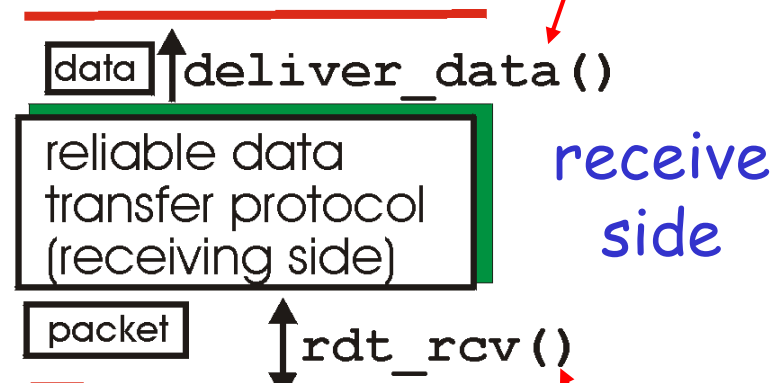 data deliver_data()
reliable data
transfer protocol
(receiving side)
receive
side
packet rdt_rcv()